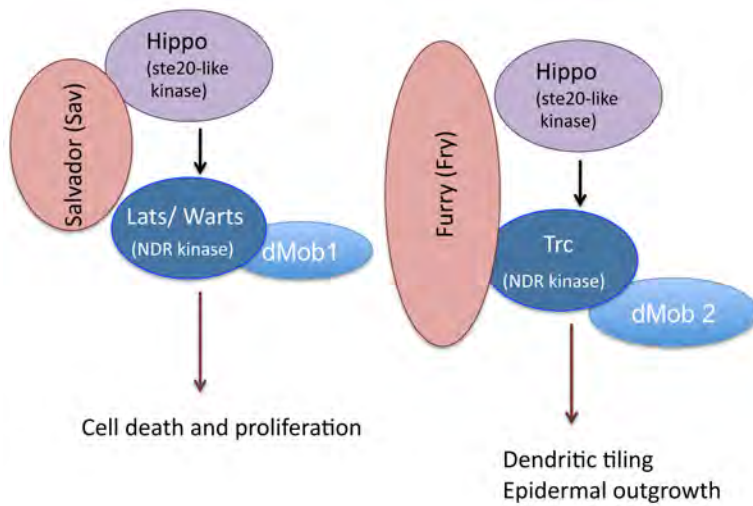 Hippo
(ste20-like
kinase)
Salvador (Sav)
Lats/ Warts
(NDR kinase)
dMob1
Cell death and proliferation
Hippo
(ste20-like
kinase)
Furry (Fry)
Trc
(NDR kinase)
dMob 2
Dendritic tiling
Epidermal outgrowth